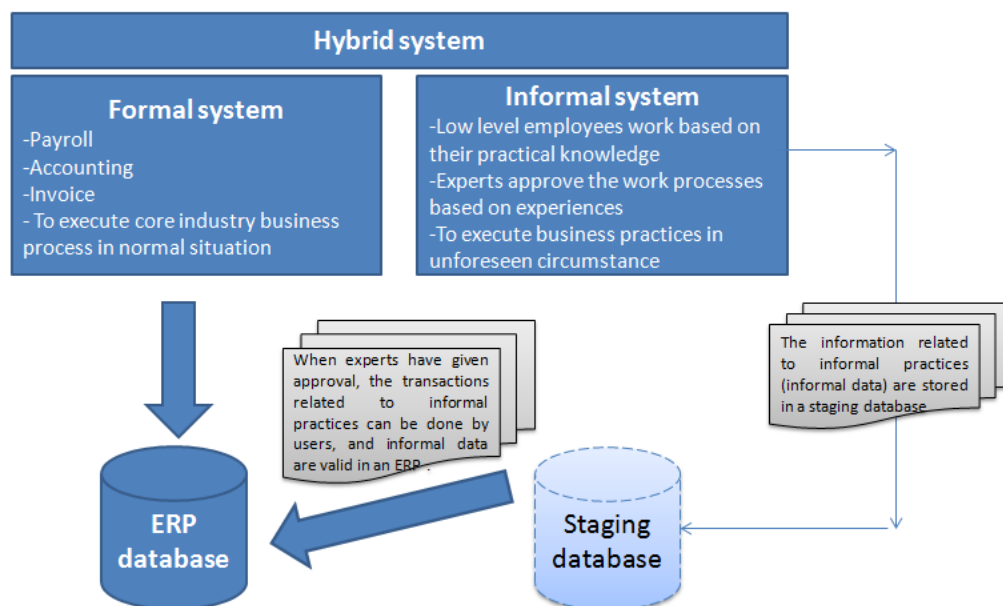 Hybrid system
Formal system
-Payroll
-Accounting
-Invoice
- To execute core industry business
process in normal situation
Informal system
-Low level employees work based on
their practical knowledge
-Experts approve the work processes
based on experiences
-To execute business practices in
unforeseen circumstance
When experts have given
approval, the transactions
related to informal
practices can be done by
users, and informal data
are valid in an ERP .
The information related
to informal practices
(informal data) are stored
in a staging database
ERP
database
Staging
database